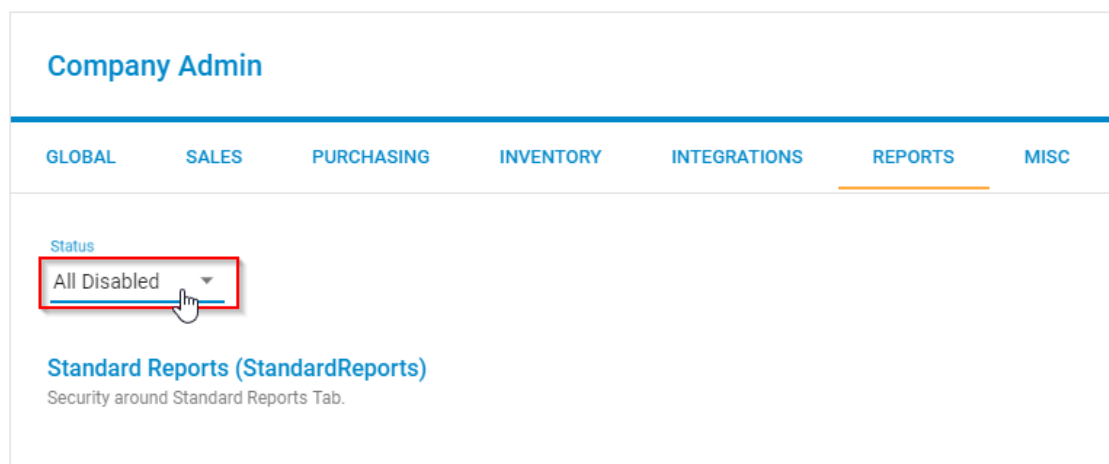 Company Admin
GLOBAL SALES PURCHASING INVENTORY INTEGRATIONS REPORTS MISC
Status
All Disabled
Standard Reports (StandardReports)
Security around Standard Reports Tab.